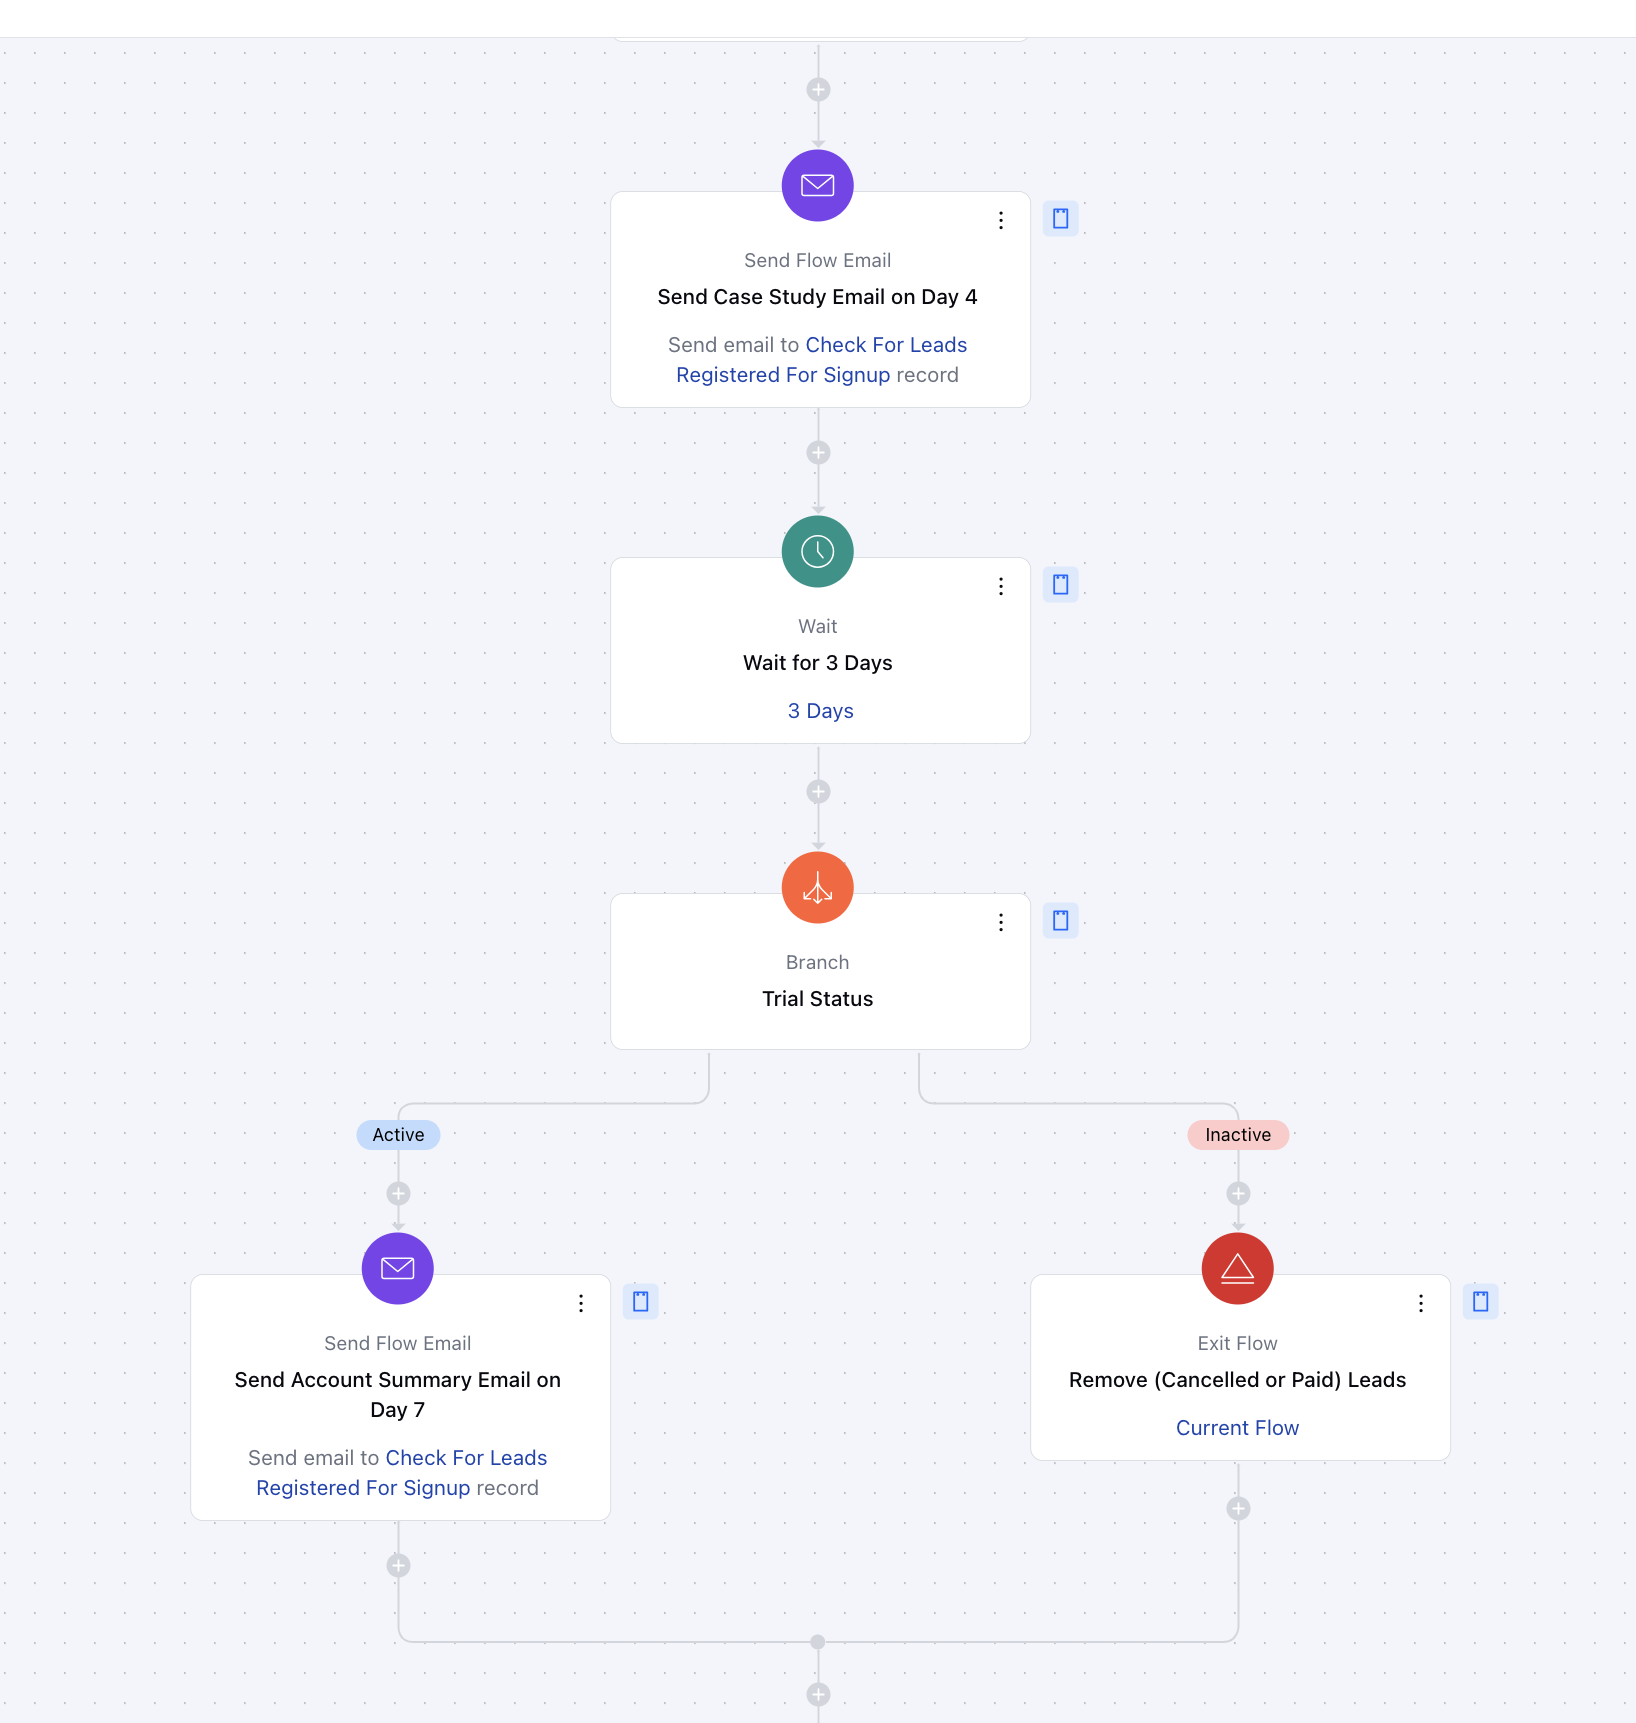 Send Flow Email
Send Case Study Email on Day 4
Send email to Check For Leads
Registered For Signup record
Wait
Wait for 3 Days
3 Days
Branch
Trial Status
Active
Inactive
Send Flow Email
Send Account Summary Email on
Day 7
Send email to Check For Leads
Registered For Signup record
Exit Flow
Remove (Cancelled or Paid) Leads
Current Flow